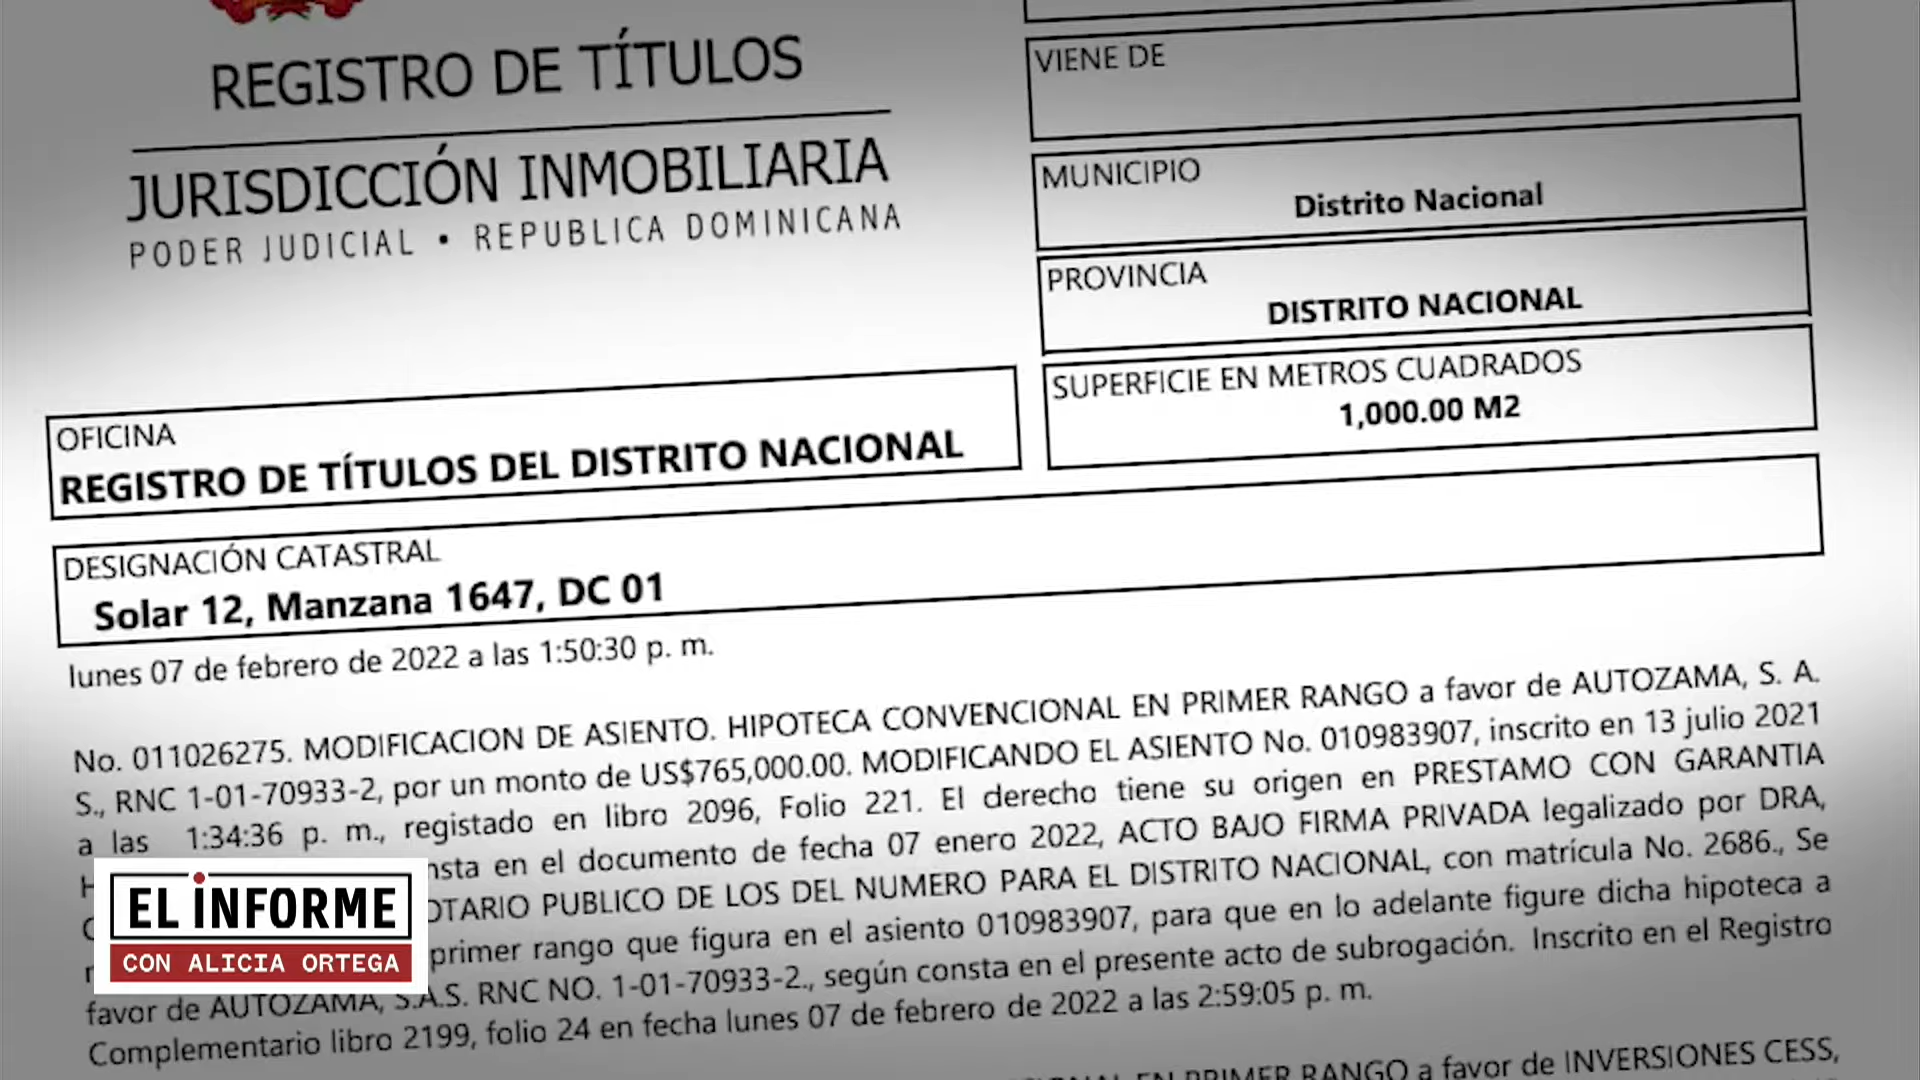 REGISTRO DE TÍTULOS
JURISDICCIÓN INMOBILIARIA
PODER JUDICIAL • REPUBLICA DOMINICANA
VIENE DE
MUNICIPIO
Distrito Nacional
PROVINCIA
DISTRITO NACIONAL
SUPERFICIE EN METROS CUADRADOS
1,000.00 M2
OFICINA
REGISTRO DE TÍTULOS DEL DISTRITO NACIONAL
DESIGNACIÓN CATASTRAL
Solar 12, Manzana 1647, DC 01
lunes 07 de febrero de 2022 a las 1:50:30 p. m.
No. 011026275. MODIFICACION DE ASIENTO. HIPOTECA CONVENCIONAL EN PRIMER RANGO a favor de AUTOZAMA, S. A.
S., RNC 1-01-70933-2, por un monto de US$765,000.00. MODIFICANDO EL ASIENTO No. 010983907, inscrito en 13 julio 2021
a las 1:34:36 p. m., registado en libro 2096, Folio 221. El derecho tiene su origen en PRESTAMO CON GARANTIA
en el documento de fecha 07 enero 2022, ACTO BAJO FIRMA PRIVADA legalizado por DRA,
PUBLICO DE LOS DEL NUMERO PARA EL DISTRITO NACIONAL, con matrícula No. 2686., Se
primer rango que figura en el asiento 010983907, para que en lo adelante figure dicha hipoteca a
favor de AUTOZAMA, S.A.S. RNC NO. 1-01-70933-2., según consta en el presente acto de subrogación. Inscrito en el Registro
Complementario libro 2199, folio 24 en fecha lunes 07 de febrero de 2022 a las 2:59:05 p. m.
EN PRIMER RANGO a favor de INVERSIONES CESS,
EL iNFORME
CON ALICIA ORTEGA